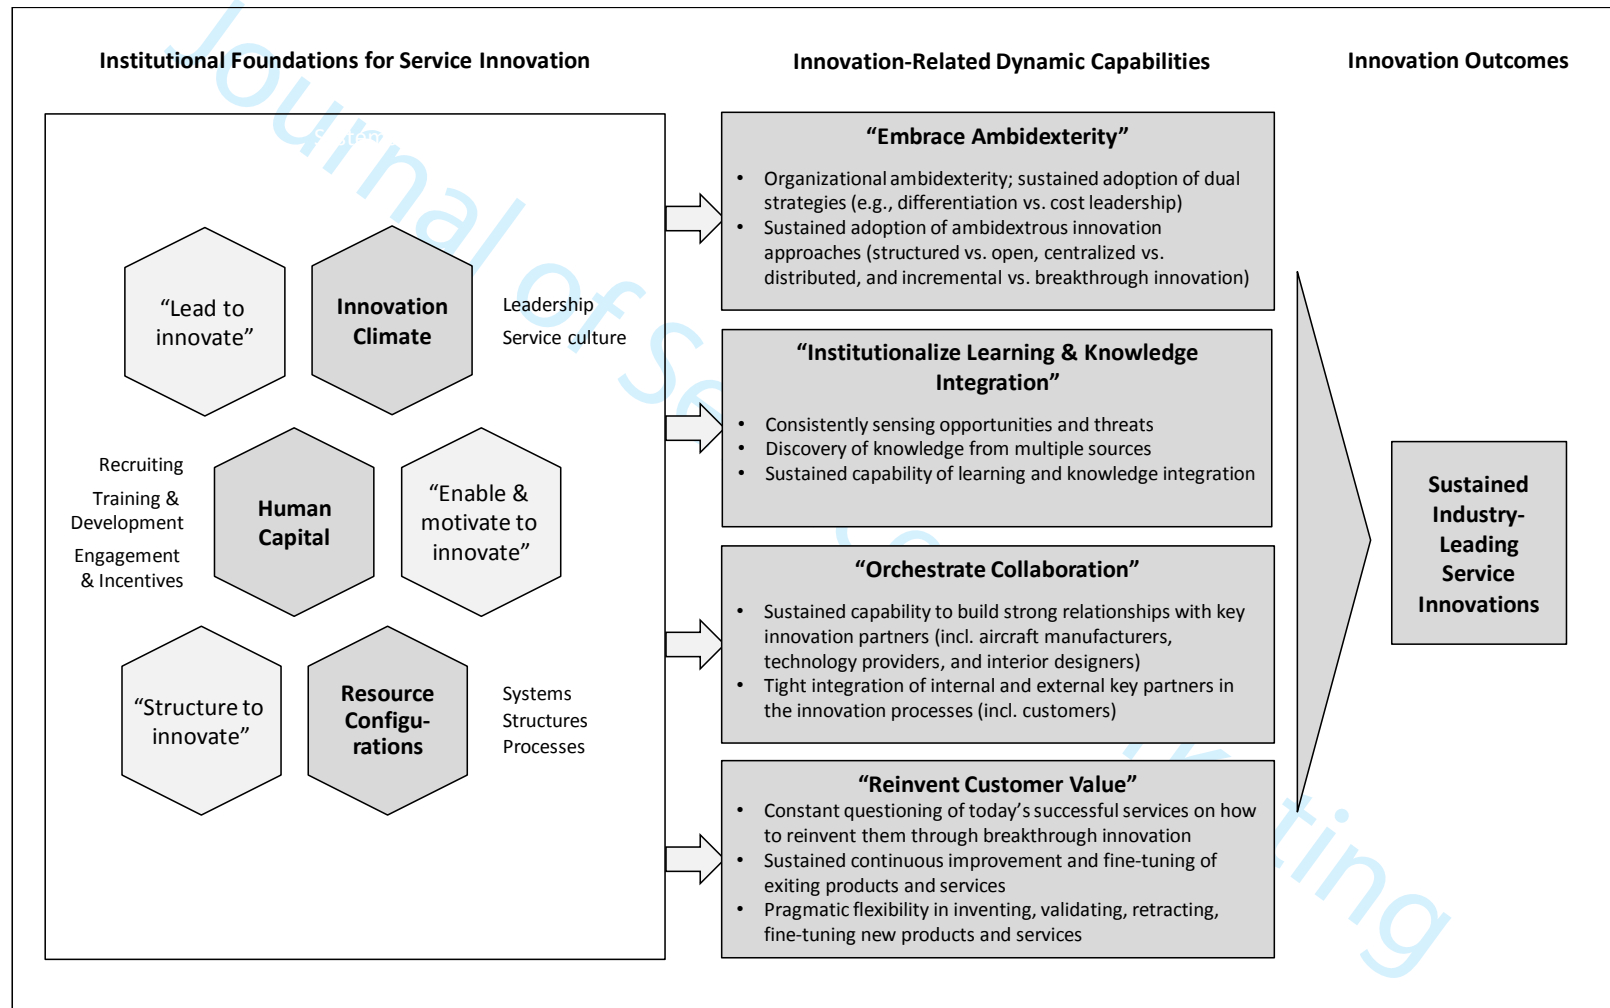 Institutional Foundations for Service Innovation
Innovation-Related Dynamic Capabilities
Innovation Outcomes
System
“Lead to
innovate”
Innovation
Climate
Leadership
Service culture
Recruiting
Training &
Development
Engagement
& Incentives
Human
Capital
“Enable &
motivate to
innovate”
“Structure to
innovate”
Resource
Configu-
rations
Systems
Structures
Processes
“Embrace Ambidexterity”
• Organizational ambidexterity; sustained adoption of dual
strategies (e.g., differentiation vs. cost leadership)
• Sustained adoption of ambidextrous innovation
approaches (structured vs. open, centralized vs.
distributed, and incremental vs. breakthrough innovation)
“Institutionalize Learning & Knowledge
Integration”
• Consistently sensing opportunities and threats
• Discovery of knowledge from multiple sources
• Sustained capability of learning and knowledge integration
“Orchestrate Collaboration”
• Sustained capability to build strong relationships with key
innovation partners (incl. aircraft manufacturers,
technology providers, and interior designers)
• Tight integration of internal and external key partners in
the innovation processes (incl. customers)
“Reinvent Customer Value”
• Constant questioning of today’s successful services on how
to reinvent them through breakthrough innovation
• Sustained continuous improvement and fine-tuning of
exiting products and services
• Pragmatic flexibility in inventing, validating, retracting,
fine-tuning new products and services
Sustained
Industry-
Leading
Service
Innovations
Journal of